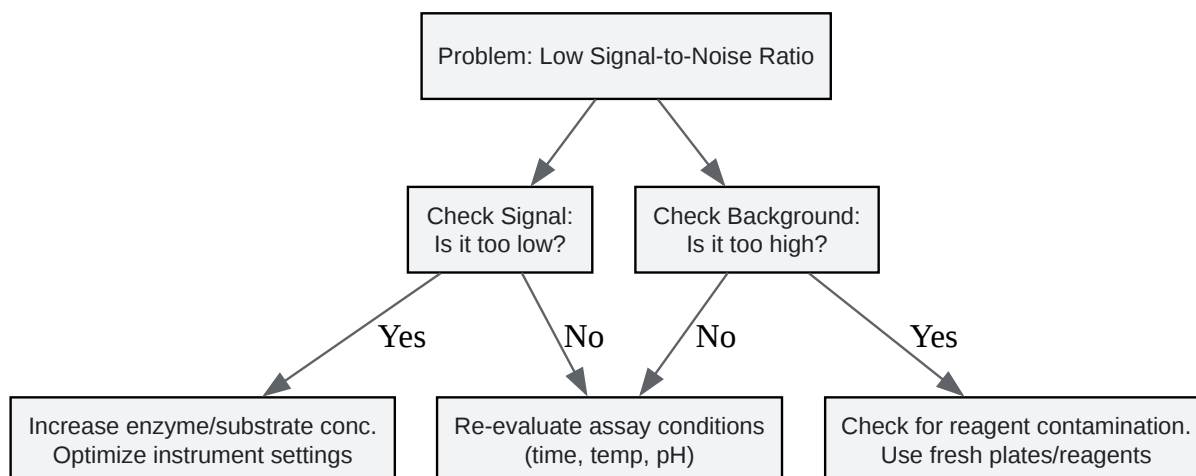 Problem: Low Signal-to-Noise Ratio
Check Signal:
Is it too low?
Check Background:
Is it too high?
Yes
No
No
Yes
Increase enzyme/substrate conc.
Optimize instrument settings
Re-evaluate assay conditions
(time, temp, pH)
Check for reagent contamination.
Use fresh plates/reagents